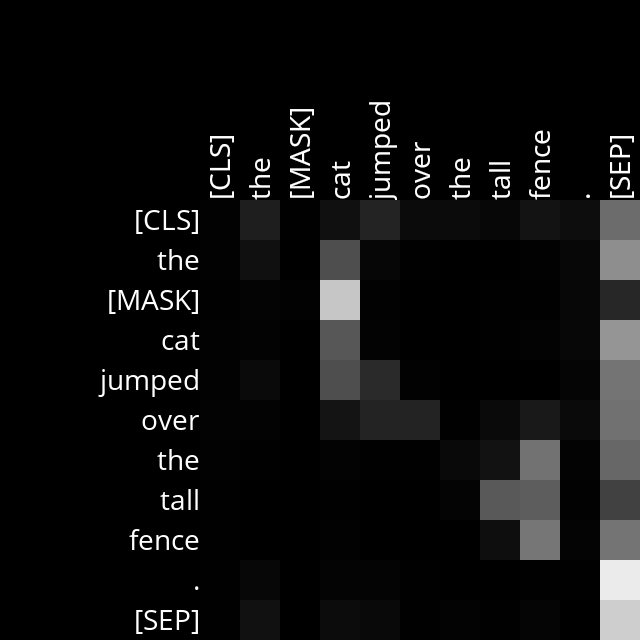 [CLS] the [MASK] cat jumped over the tall fence . [SEP]
[CLS]
the
[MASK]
cat
jumped
over
the
tall
fence
.
[SEP]